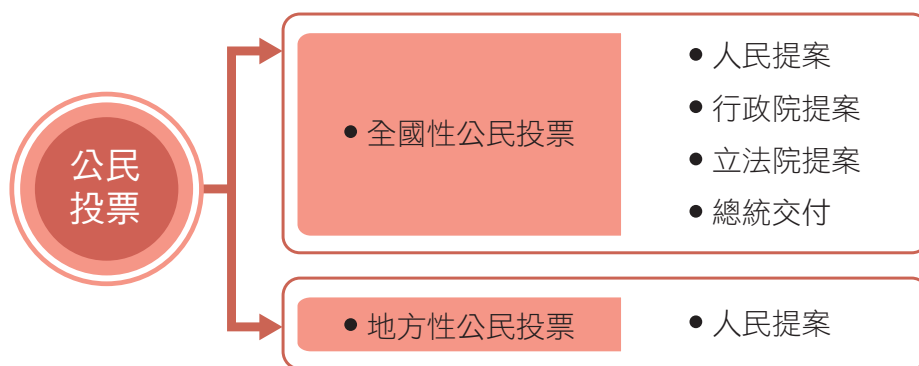 公民
投票
● 全國性公民投票
● 人民提案
● 行政院提案
● 立法院提案
● 總統交付
● 地方性公民投票
● 人民提案